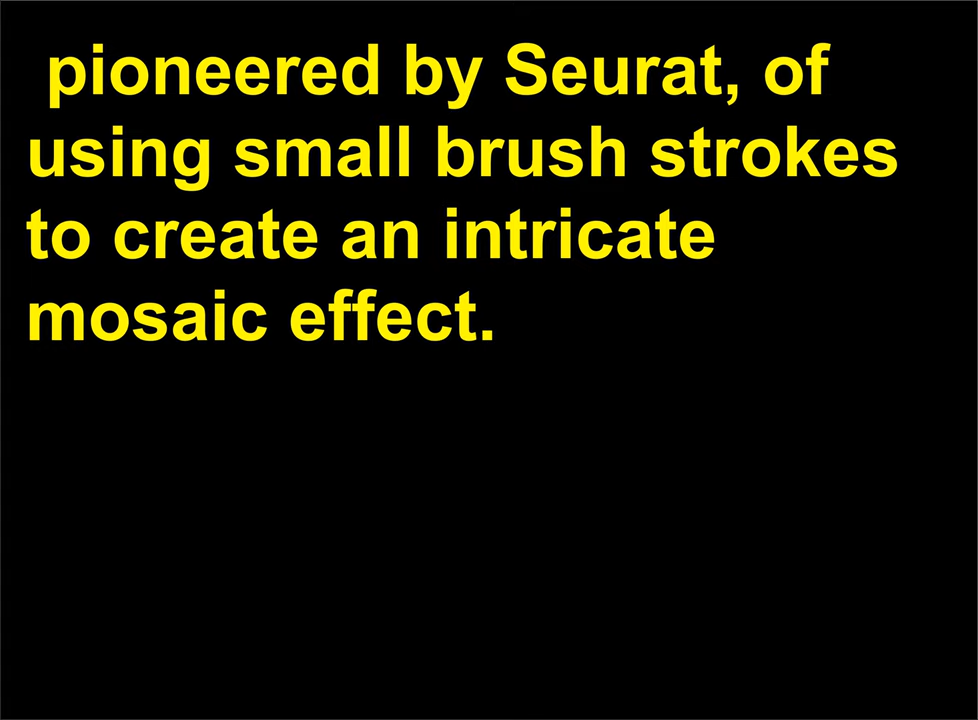 pioneered by Seurat, of
using small brush strokes
to create an intricate
mosaic effect.